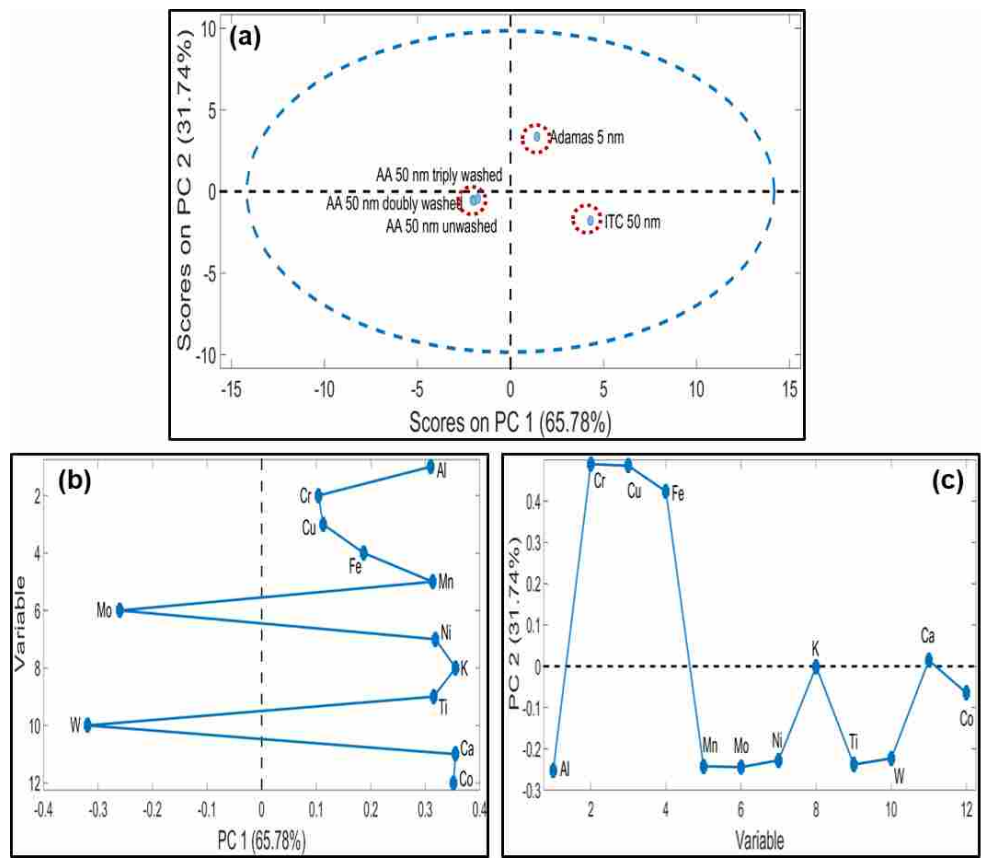 (a)
Scores on PC 2 (31.74%)
10
5
0
-5
-10
Adamas 5 nm
AA 50 nm triply washed
AA 50 nm doubly washed
AA 50 nm unwashed
ITC 50 nm
-15 -10 -5 0 5 10 15
Scores on PC 1 (65.78%)
(b)
Variable
2
4
6
8
10
12
Al
Cr
Cu
Fe
Mn
Mo
Ni
K
Ti
W
Ca
Co
-0.4 -0.3 -0.2 -0.1 0 0.1 0.2 0.3 0.4
PC 1 (65.78%)
(c)
PC 2 (31.74%)
0.4
0.3
0.2
0.1
0
-0.1
-0.2
-0.3
Cr
Cu
Fe
K
Ca
Co
Al
Mn
Mo
Ni
Ti
W
2 4 6 8 10 12
Variable